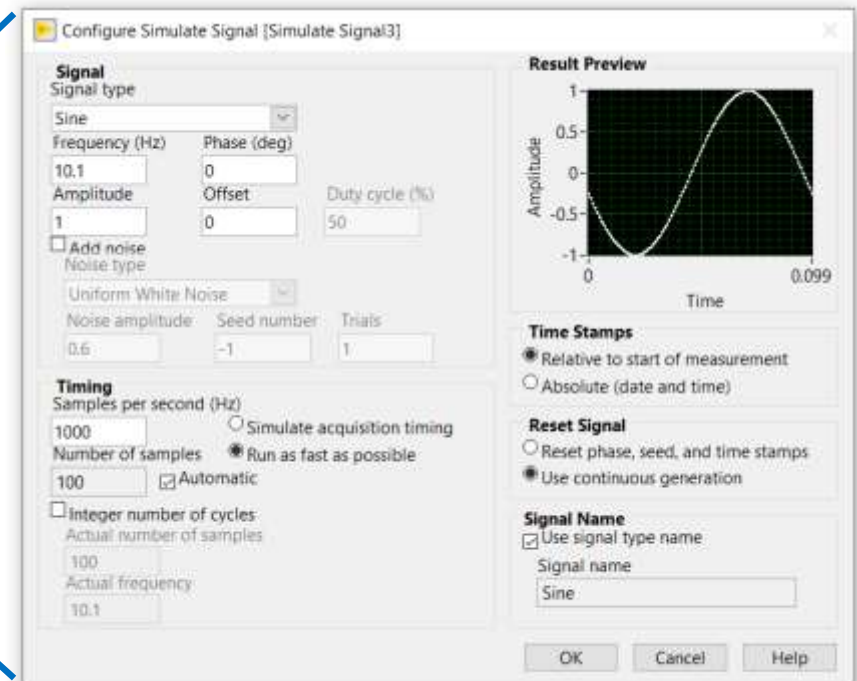 Configure Simulate Signal [Simulate Signal3]
Signal
Signal type
Sine
Frequency (Hz) Phase (deg)
10.1 0
Amplitude Offset Duty cycle (%)
1 0 50
Add noise
Noise type
Uniform White Noise
Noise amplitude Seed number Trials
0.6 -1 1
Timing
Samples per second (Hz)
1000 Simulate acquisition timing
Number of samples Run as fast as possible
100 Automatic
Integer number of cycles
Actual number of samples
100
Actual frequency
10.1
Result Preview
Amplitude
1
0.5
0
-0.5
-1
0 0.099
Time
Time Stamps
Relative to start of measurement
Absolute (date and time)
Reset Signal
Reset phase, seed, and time stamps
Use continuous generation
Signal Name
Use signal type name
Signal name
Sine
OK Cancel Help